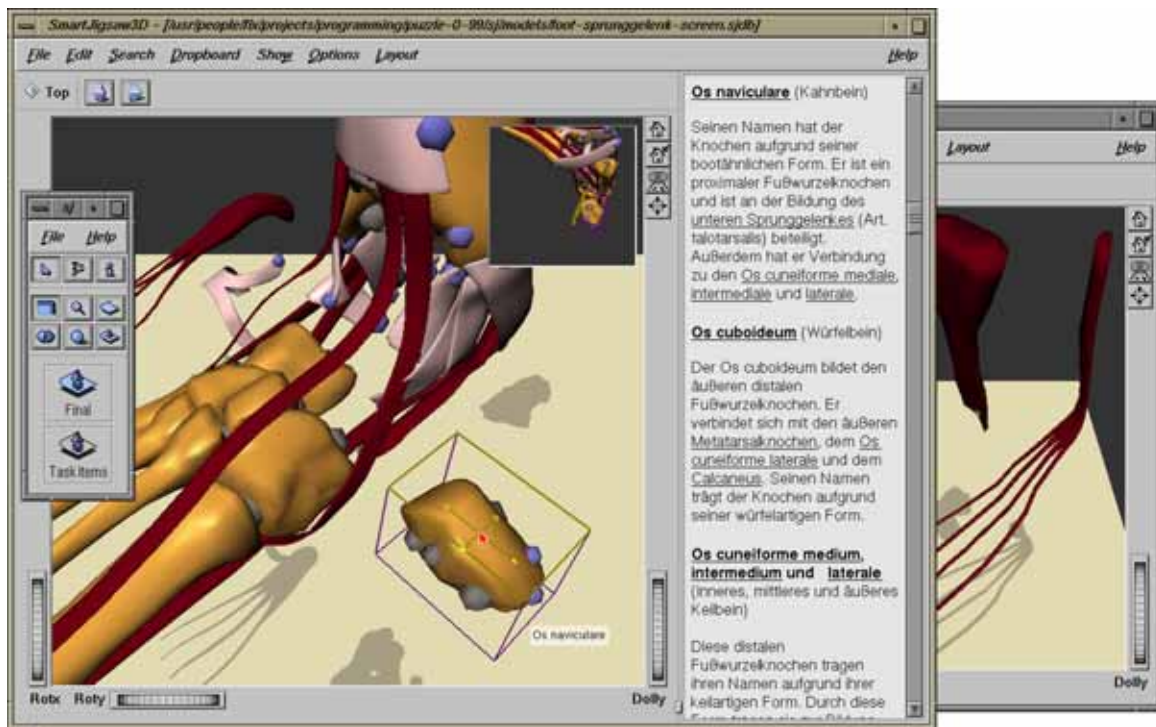 SmartJigsaw3D - [/usr/people/flix/projects/programming/puzzle-0-99/sj/models/foot-sprunggelenk-screen.sjdb]
File Edit Search Dropboard Show Options Layout Help
Top
File Help
Final
Task Items
Os naviculare
Rotx Roty
Dolly
Os naviculare (Kahnbein)
Seinen Namen hat der
Knochen aufgrund seiner
bootähnlichen Form. Er ist ein
proximaler Fußwurzelknochen
und ist an der Bildung des
unteren Sprunggelenkes (Art.
talotarsalis) beteiligt.
Außerdem hat er Verbindung
zu den Os cuneiforme mediale,
intermediale und laterale.
Os cuboideum (Würfelbein)
Der Os cuboideum bildet den
äußeren distalen
Fußwurzelknochen. Er
verbindet sich mit den äußeren
Metatarsalknochen, dem Os
cuneiforme laterale und dem
Calcaneus. Seinen Namen
trägt der Knochen aufgrund
seiner würfelartigen Form.
Os cuneiforme medium,
intermedium und laterale
(inneres, mittleres und äußeres
Keilbein)
Diese distalen
Fußwurzelknochen tragen
ihren Namen aufgrund ihrer
keilartigen Form. Durch diese
Layout Help
Dolly